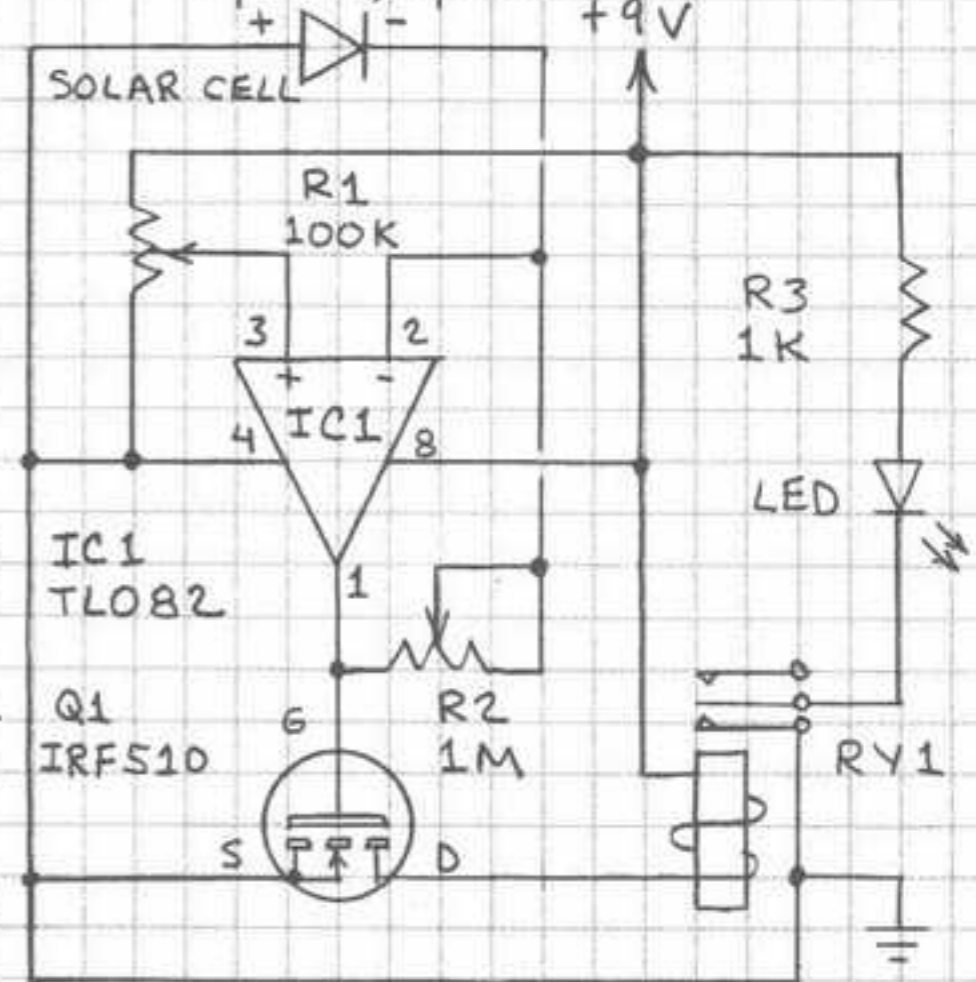 + -
+9V
SOLAR CELL
R1
100K
3 2
+ -
IC1
4 8
R3
1K
LED
IC1
TL082
1
Q1
IRF510
G
R2
1M
RY1
S D